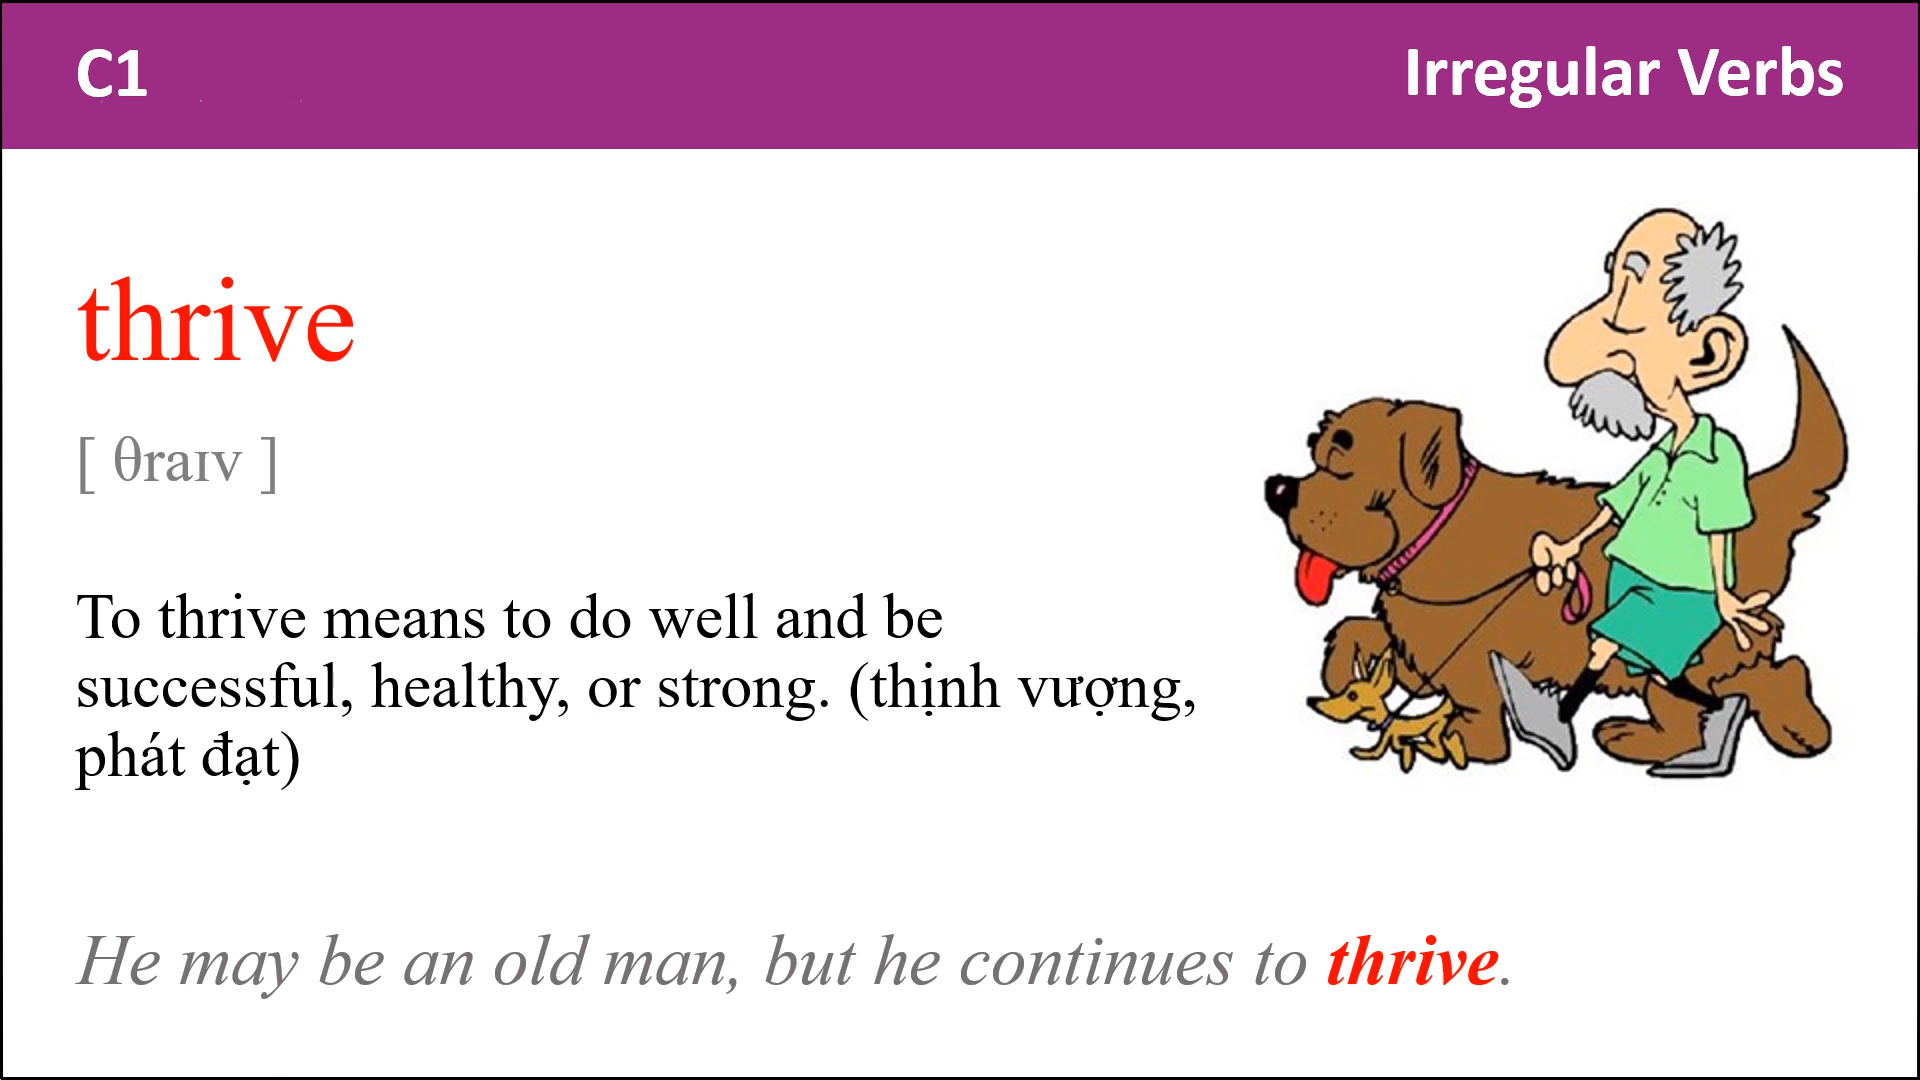 C1
Irregular Verbs
thrive
[ θraɪv ]
To thrive means to do well and be
successful, healthy, or strong. (thịnh vượng,
phát đạt)
He may be an old man, but he continues to thrive.